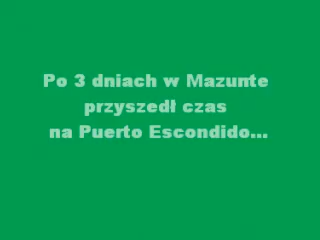 Po 3 dniach w Mazunte
przyszedł czas
na Puerto Escondido...